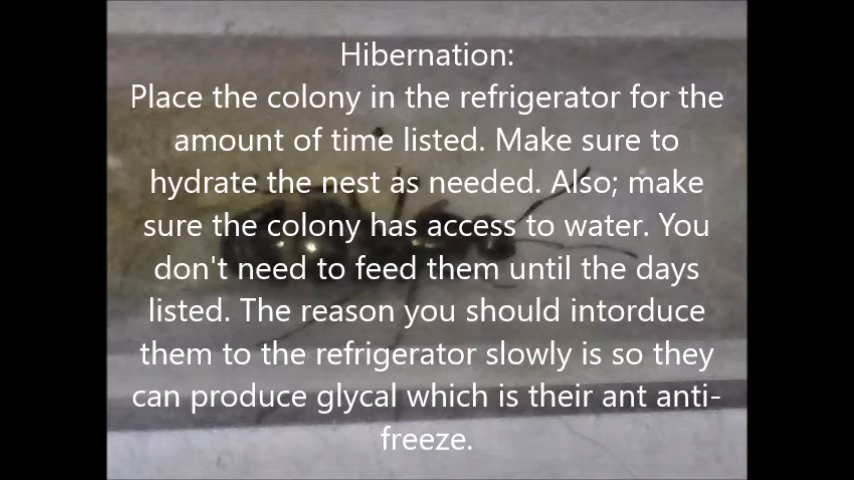 Hibernation:
Place the colony in the refrigerator for the
amount of time listed. Make sure to
hydrate the nest as needed. Also; make
sure the colony has access to water. You
don't need to feed them until the days
listed. The reason you should intorduce
them to the refrigerator slowly is so they
can produce glycal which is their ant anti-
freeze.